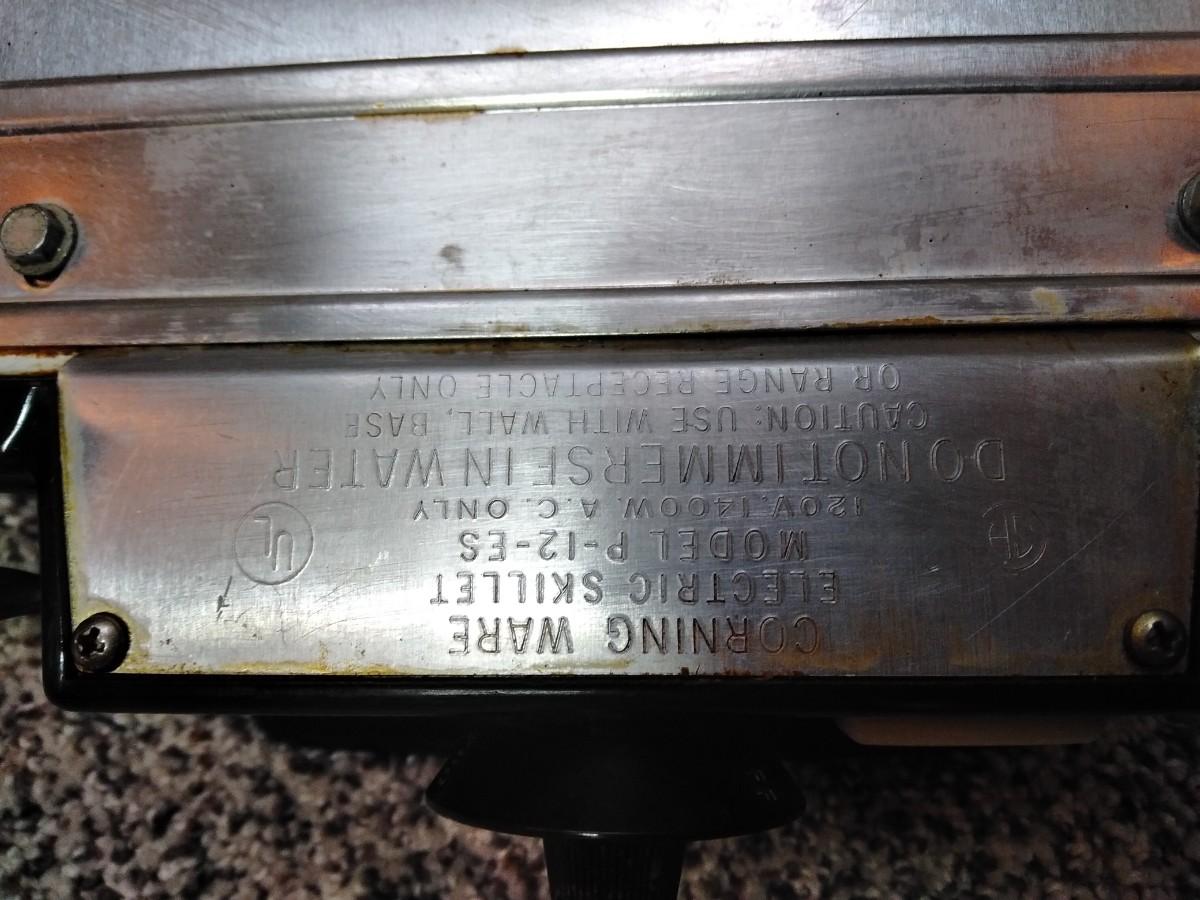 CORNING WARE
ELECTRIC SKILLET
MODEL P-12-ES
120V. 1400W. A.C. ONLY
UL
DO NOT IMMERSE IN WATER
CAUTION: USE WITH WALL, BASE
OR RANGE RECEPTACLE ONLY